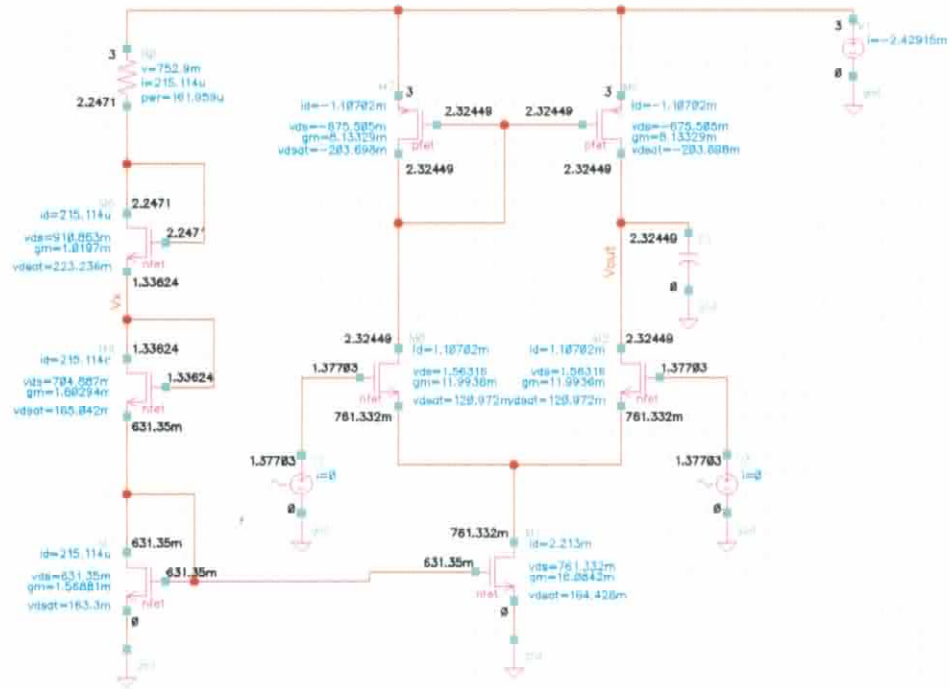 3
v=752.9m
i=215.114u
pwr=161.959u
2.2471
2.2471
id=215.114u
vds=910.863m
gm=1.0197m
vdsat=223.236m
nfet
1.33624
Vx
1.33624
id=215.114u
1.33624
gm=1.60294m
vdsat=165.042m
nfet
631.35m
631.35m
id=215.114u
vds=631.35m
gm=1.56881m
vdsat=163.3m
631.35m
nfet
0
3
id=-1.10702m
vds=-675.505m
gm=8.13329m
vdsat=-203.698m
2.32449
pfet
2.32449
2.32449
3
id=-1.10702m
vds=-675.505m
gm=8.13329m
vdsat=-203.698m
pfet
2.32449
3
i=-2.42915m
0
Vout
2.32449
0
2.32449
id=1.10702m
vds=1.56316
gm=11.9936m
vdsat=120.972m
1.37703
nfet
761.332m
2.32449
id=1.10702m
vds=1.56316
gm=11.9936m
vdsat=120.972m
1.37703
nfet
761.332m
1.37703
i=0
0
1.37703
i=0
0
761.332m
id=2.213m
631.35m
vds=761.332m
gm=16.0842m
vdsat=164.428m
nfet
0